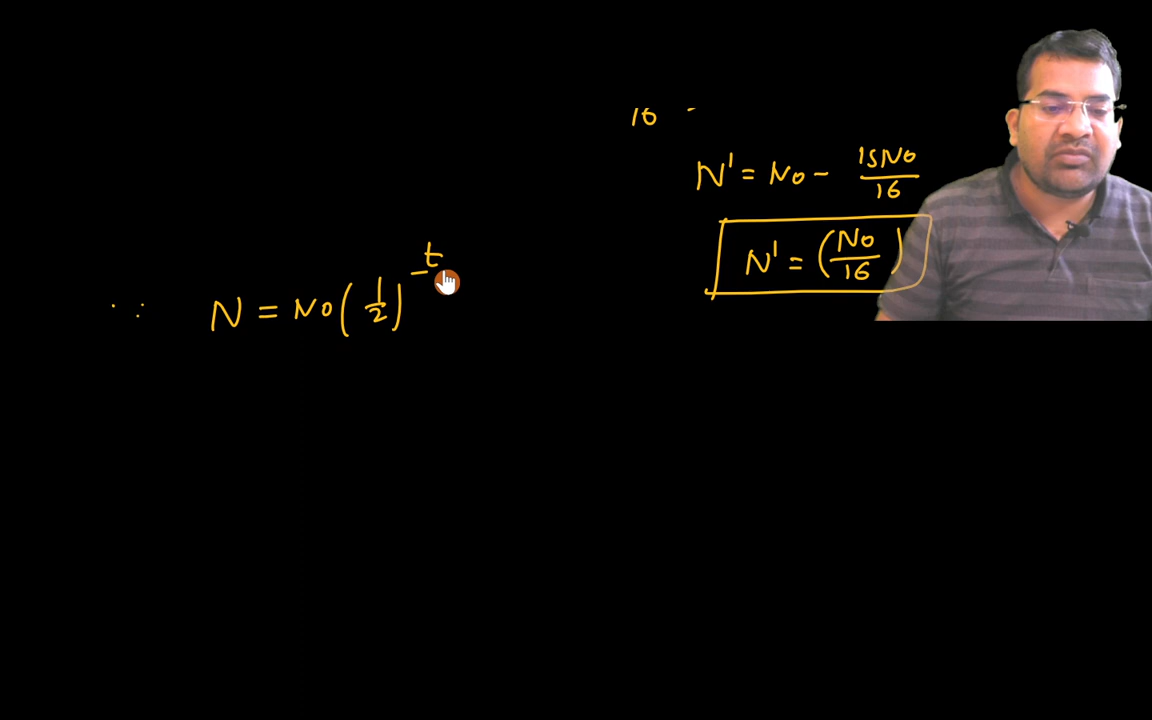 16 -
N' = No - 15No/16
N' = (No/16)
∵ N = No(1/2)^t